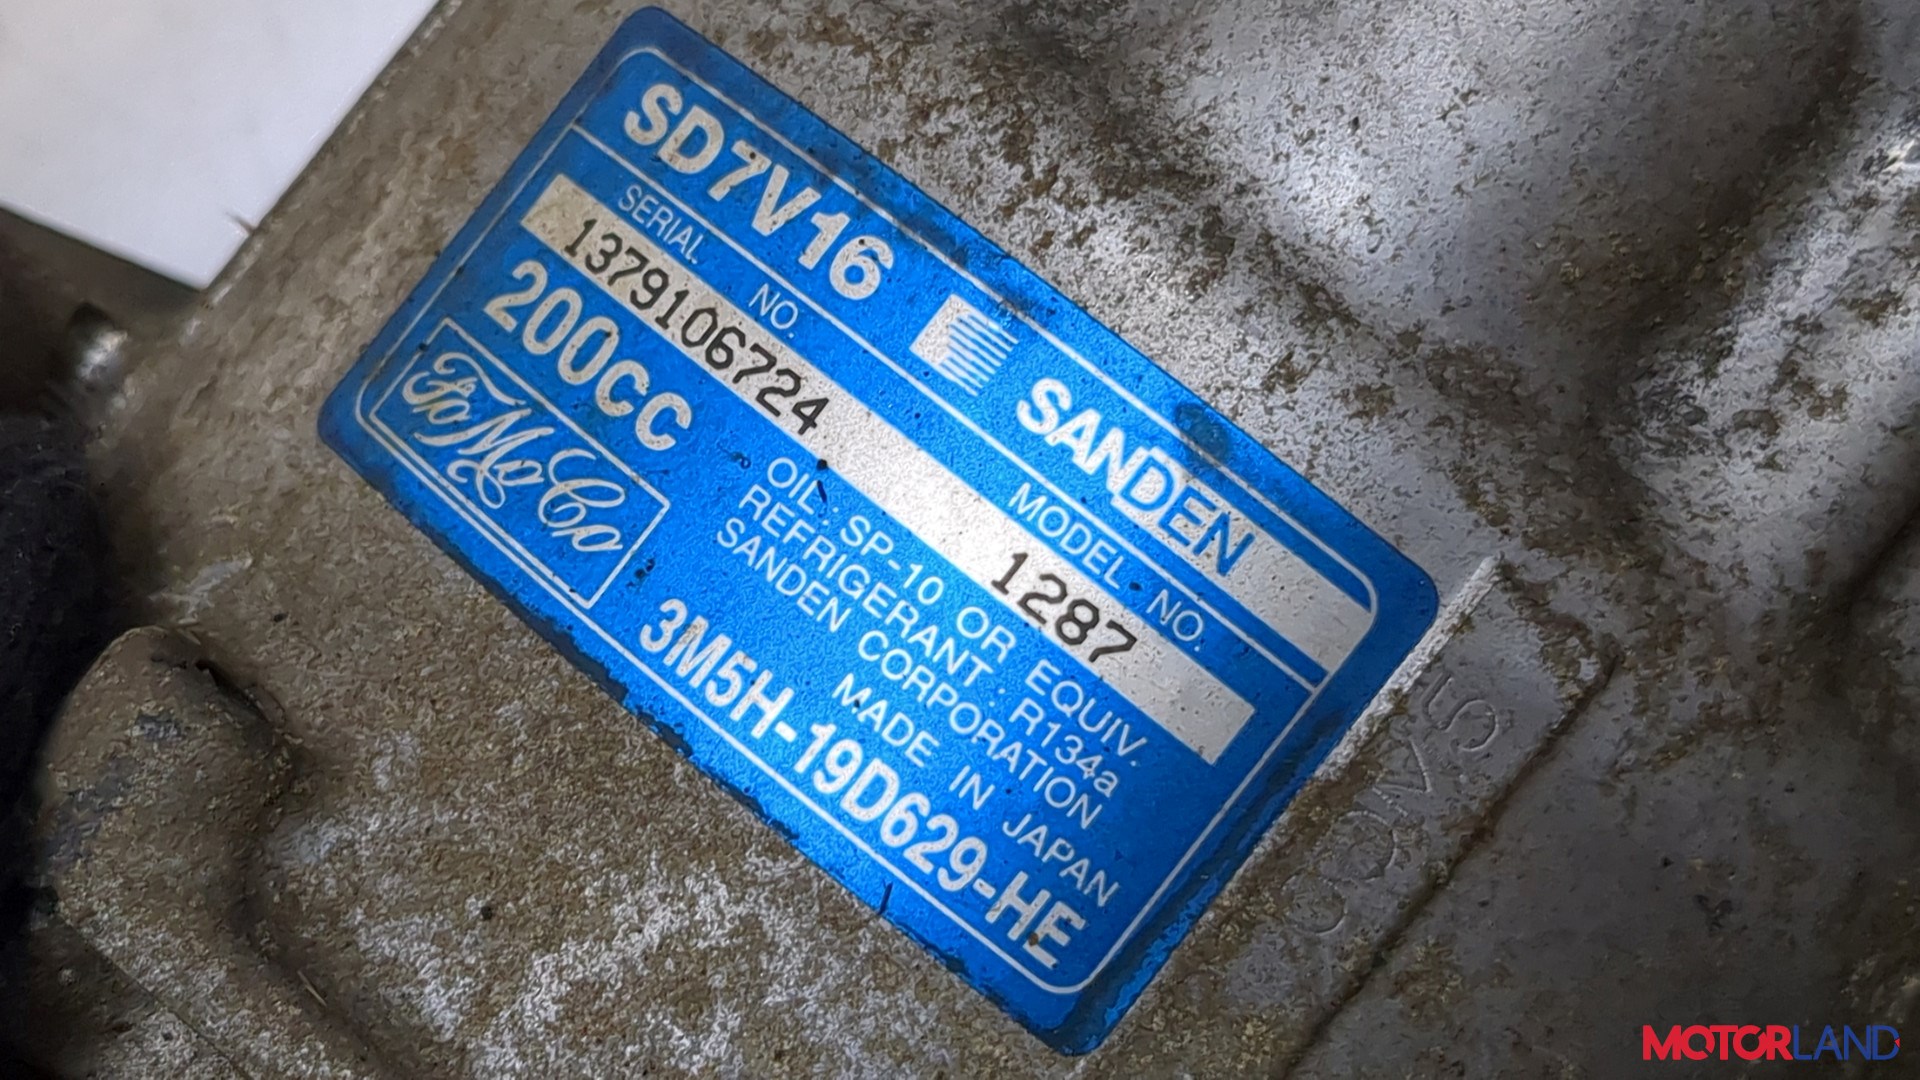 SD7V16 SANDEN
SERIAL NO. MODEL NO.
1379106724 1287
200CC
FoMoCo
OIL : SP-10 OR EQUIV.
REFRIGERANT : R134a
SANDEN CORPORATION
MADE IN JAPAN
3M5H-19D629-HE
MOTORLAND